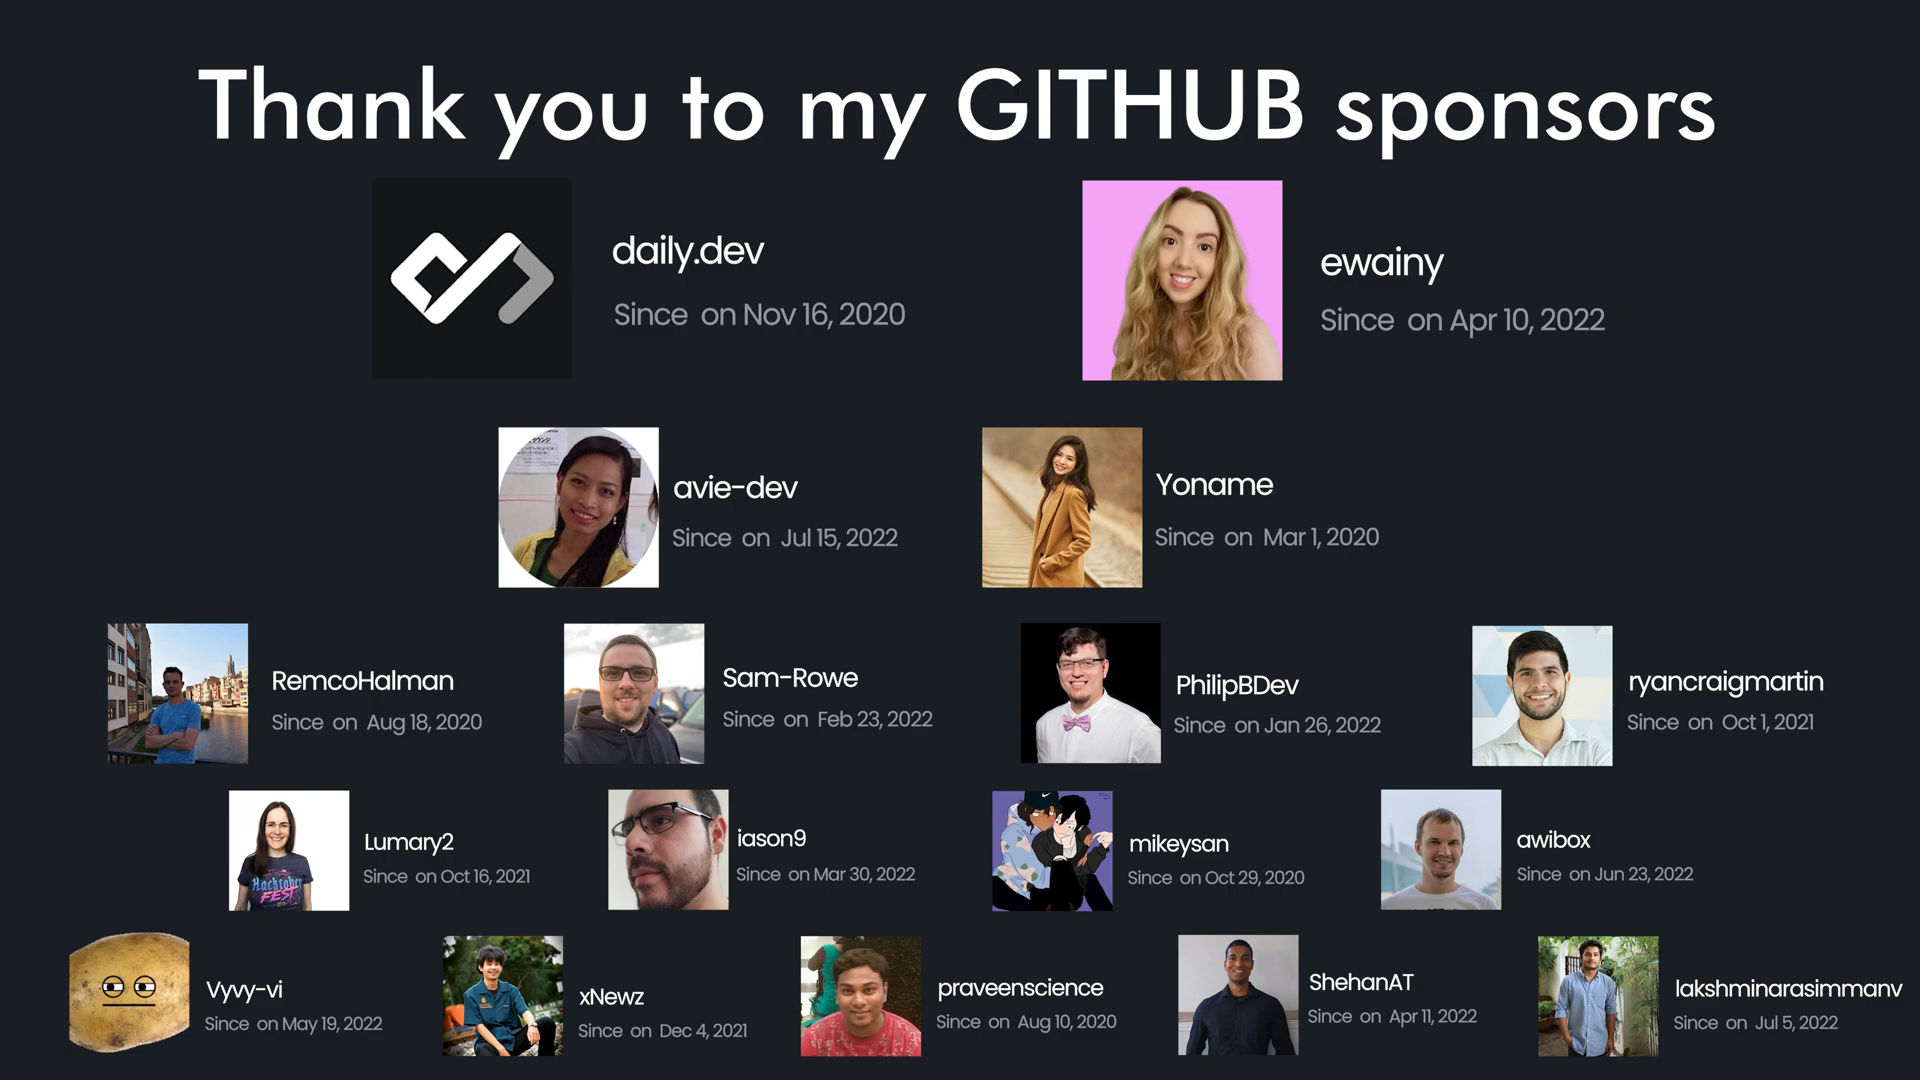 Thank you to my GITHUB sponsors
daily.dev
Since on Nov 16, 2020
ewainy
Since on Apr 10, 2022
avie-dev
Since on Jul 15, 2022
Yoname
Since on Mar 1, 2020
RemcoHalman
Since on Aug 18, 2020
Sam-Rowe
Since on Feb 23, 2022
PhilipBDev
Since on Jan 26, 2022
ryancraigmartin
Since on Oct 1, 2021
Lumary2
Since on Oct 16, 2021
Hacktober
FEST
iason9
Since on Mar 30, 2022
mikeysan
Since on Oct 29, 2020
awibox
Since on Jun 23, 2022
Vyvy-vi
Since on May 19, 2022
xNewz
Since on Dec 4, 2021
praveenscience
Since on Aug 10, 2020
ShehanAT
Since on Apr 11, 2022
lakshminarasimmanv
Since on Jul 5, 2022